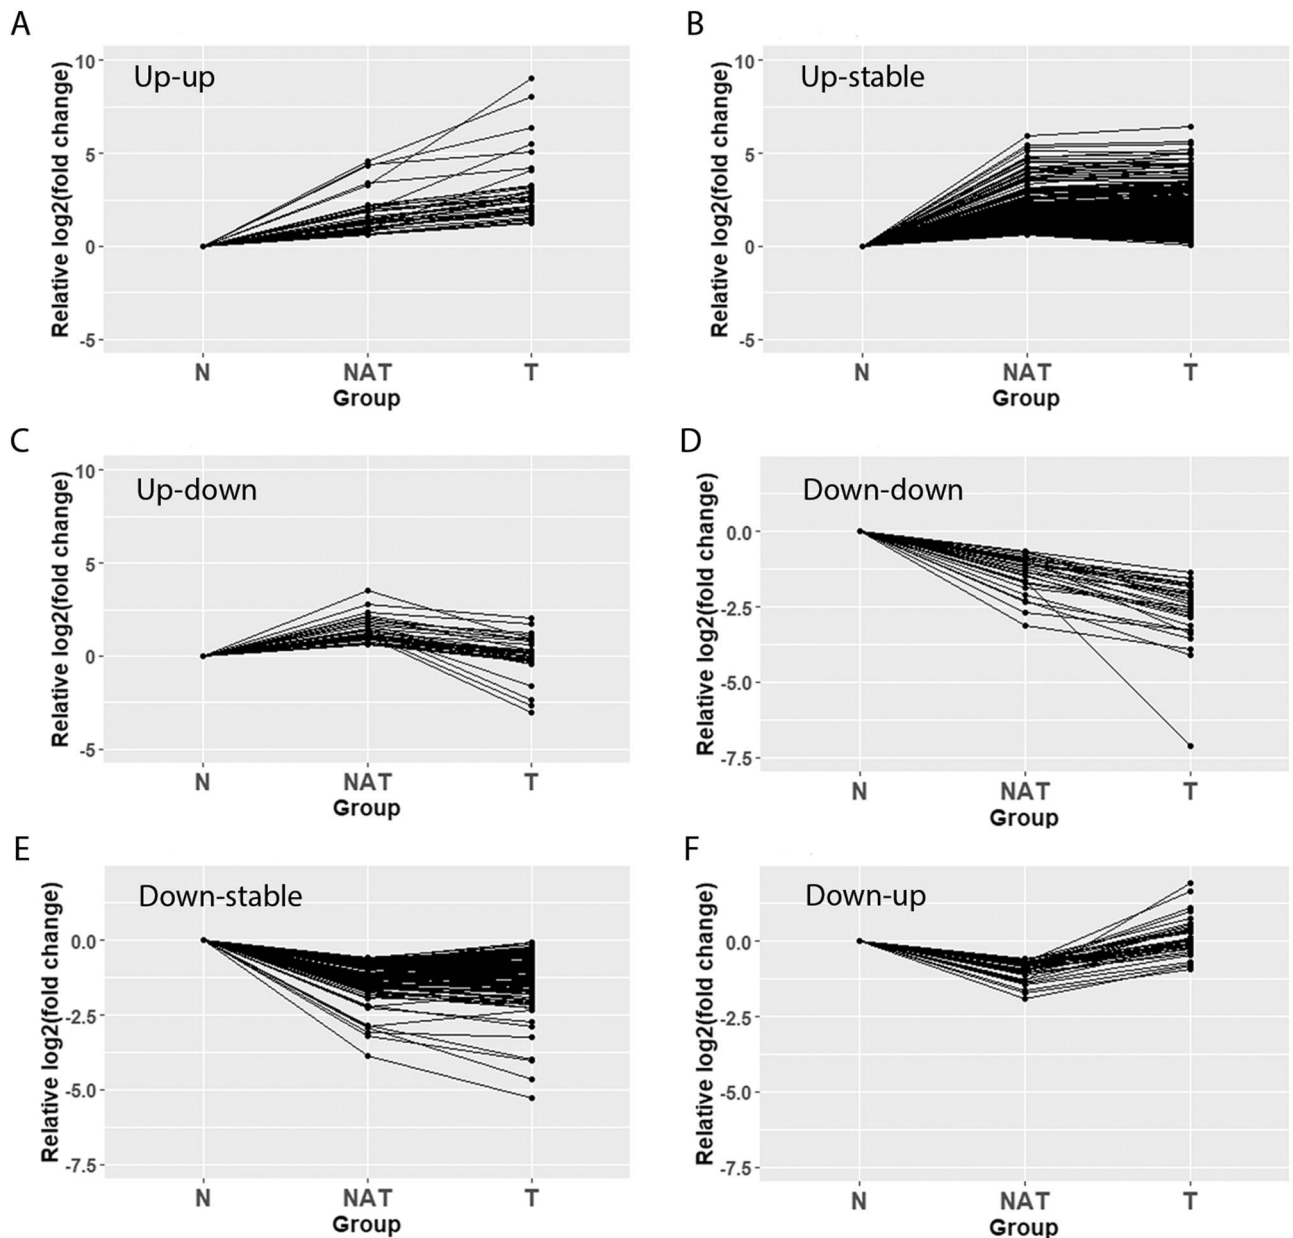 A
Up-up
10
5
0
-5
Relative log2(fold change)
N NAT T
Group
B
Up-stable
10
5
0
-5
Relative log2(fold change)
N NAT T
Group
C
Up-down
10
5
0
-5
Relative log2(fold change)
N NAT T
Group
D
Down-down
0.0
-2.5
-5.0
-7.5
Relative log2(fold change)
N NAT T
Group
E
Down-stable
0.0
-2.5
-5.0
-7.5
Relative log2(fold change)
N NAT T
Group
F
Down-up
0.0
-2.5
-5.0
-7.5
Relative log2(fold change)
N NAT T
Group